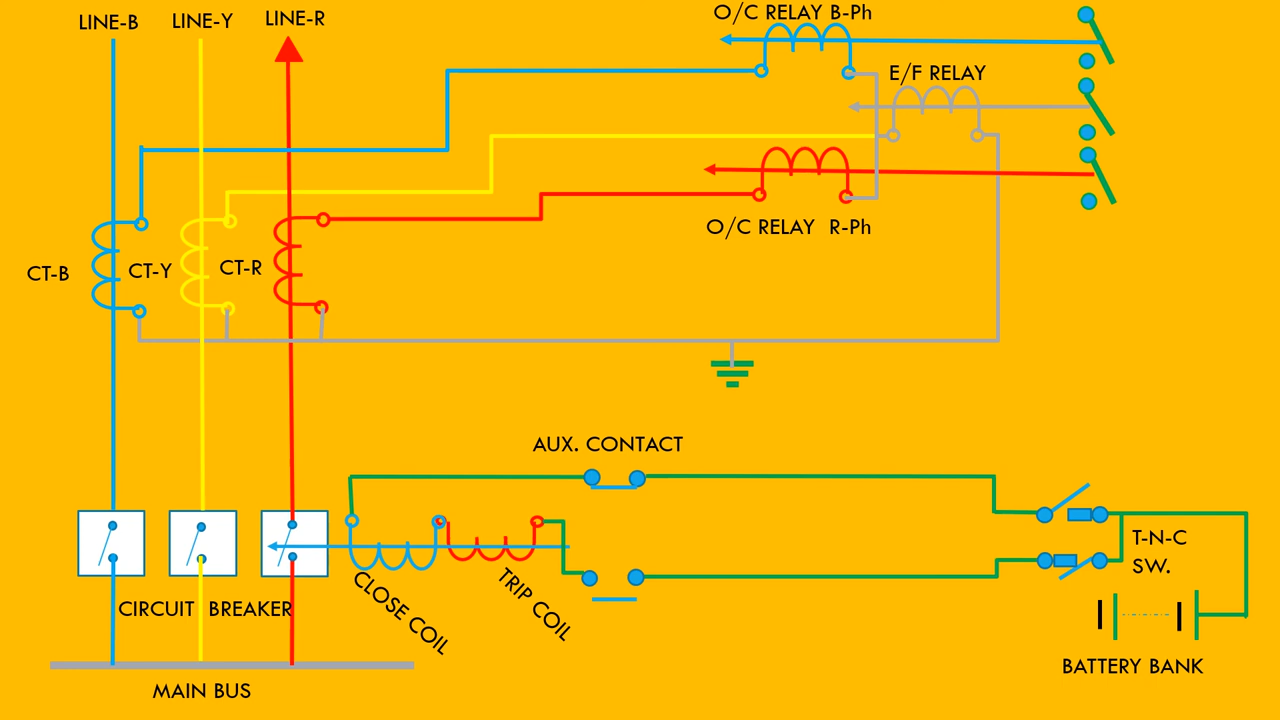 LINE-B
LINE-Y
LINE-R
O/C RELAY B-Ph
E/F RELAY
O/C RELAY R-Ph
CT-B
CT-Y
CT-R
AUX. CONTACT
T-N-C
SW.
CLOSE COIL
TRIP COIL
CIRCUIT BREAKER
BATTERY BANK
MAIN BUS